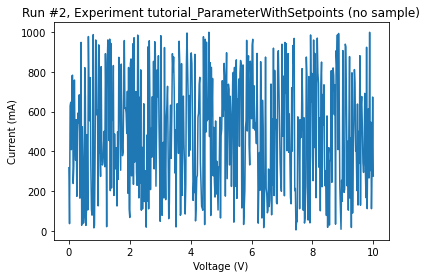 Run #2, Experiment tutorial_ParameterWithSetpoints (no sample)
1000
800
600
400
200
0
Current (mA)
0 2 4 6 8 10
Voltage (V)